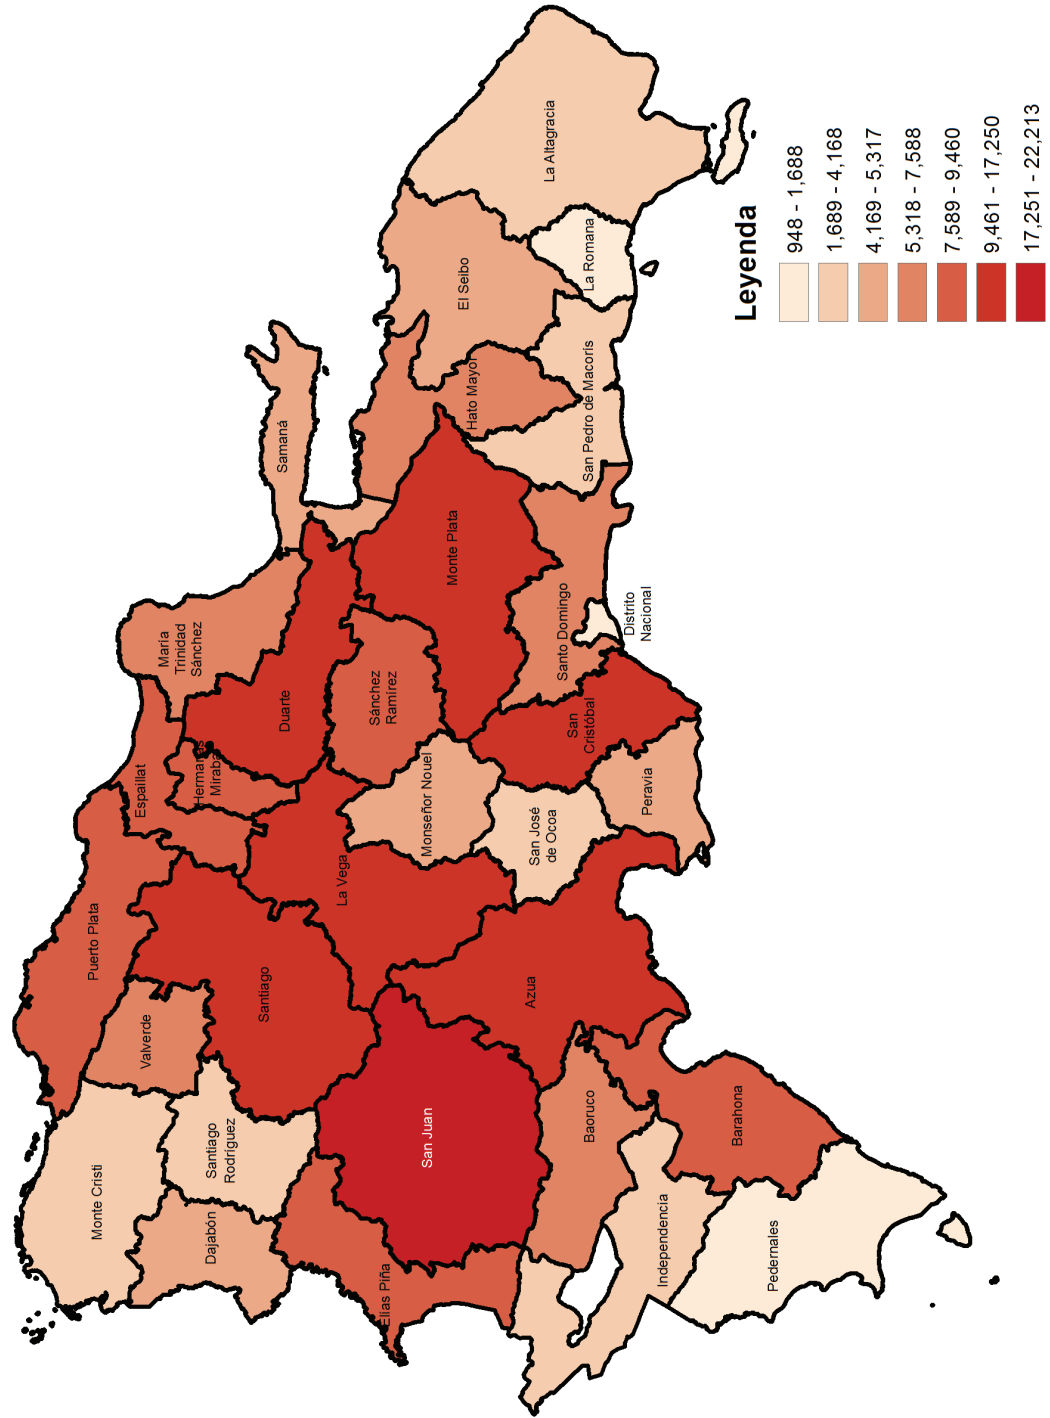 Monte Cristi
Puerto Plata
Valverde
Espaillat
María
Trinidad
Sánchez
Dajabón
Santiago
Rodríguez
Santiago
Hermanas
Mirabal
Duarte
Samaná
Elías Piña
San Juan
La Vega
Sánchez
Ramírez
Monseñor Nouel
Monte Plata
Hato Mayor
El Seibo
La Altagracia
Azua
San José
de Ocoa
San
Cristóbal
Santo Domingo
San Pedro de Macorís
La Romana
Baoruco
Peravia
Distrito
Nacional
Independencia
Barahona
Pedernales
Leyenda
948 - 1,688
1,689 - 4,168
4,169 - 5,317
5,318 - 7,588
7,589 - 9,460
9,461 - 17,250
17,251 - 22,213